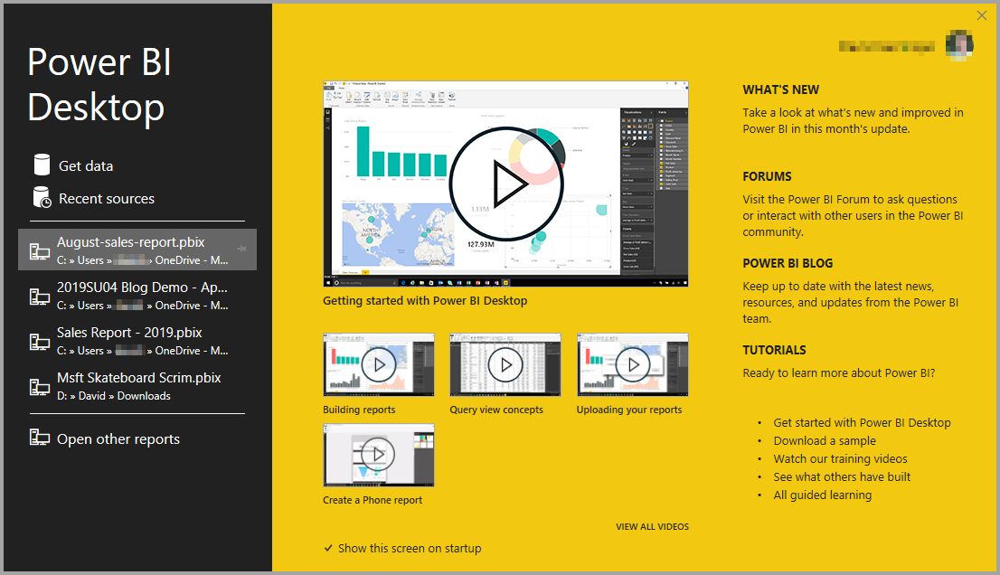 Power BI
Desktop
Get data
Recent sources
August-sales-report.pbix
C: » Users » » OneDrive - M...
2019SU04 Blog Demo - Ap...
C: » Users » » OneDrive - M...
Sales Report - 2019.pbix
C: » Users » » OneDrive - M...
Msft Skateboard Scrim.pbix
D: » David » Downloads
Open other reports
NORTH
AMERICA
1.13M
127.93M
Getting started with Power BI Desktop
Building reports
Query view concepts
Uploading your reports
Create a Phone report
VIEW ALL VIDEOS
Show this screen on startup
WHAT'S NEW
Take a look at what's new and improved in
Power BI in this month's update.
FORUMS
Visit the Power BI Forum to ask questions
or interact with other users in the Power BI
community.
POWER BI BLOG
Keep up to date with the latest news,
resources, and updates from the Power BI
team.
TUTORIALS
Ready to learn more about Power BI?
• Get started with Power BI Desktop
• Download a sample
• Watch our training videos
• See what others have built
• All guided learning